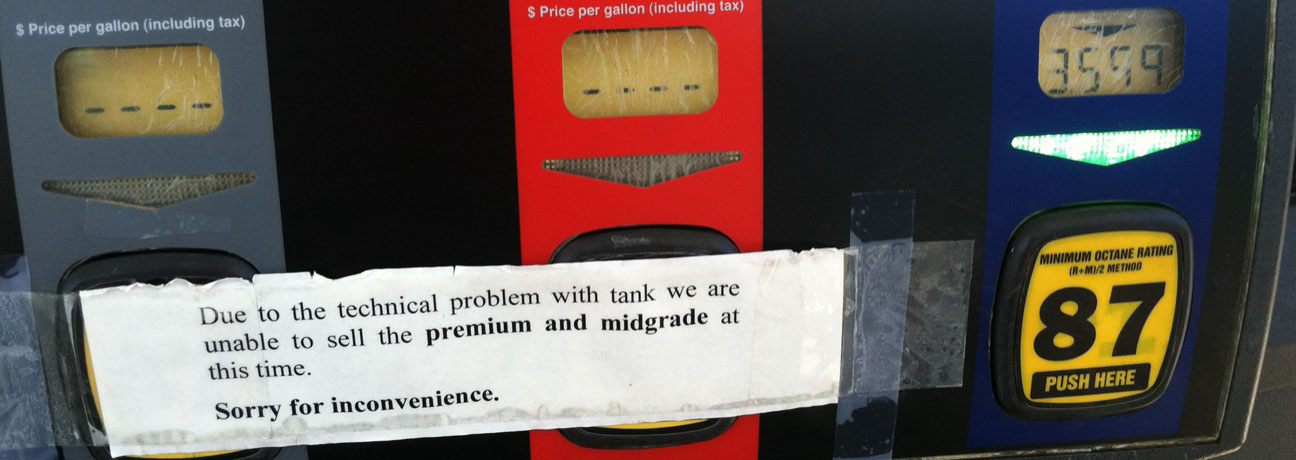 $ Price per gallon (including tax)
$ Price per gallon (including tax)
- - - -
- - - -
3.599
Due to the technical problem with tank we are
unable to sell the premium and midgrade at
this time.
Sorry for inconvenience.
MINIMUM OCTANE RATING
(R+M)/2 METHOD
87
PUSH HERE